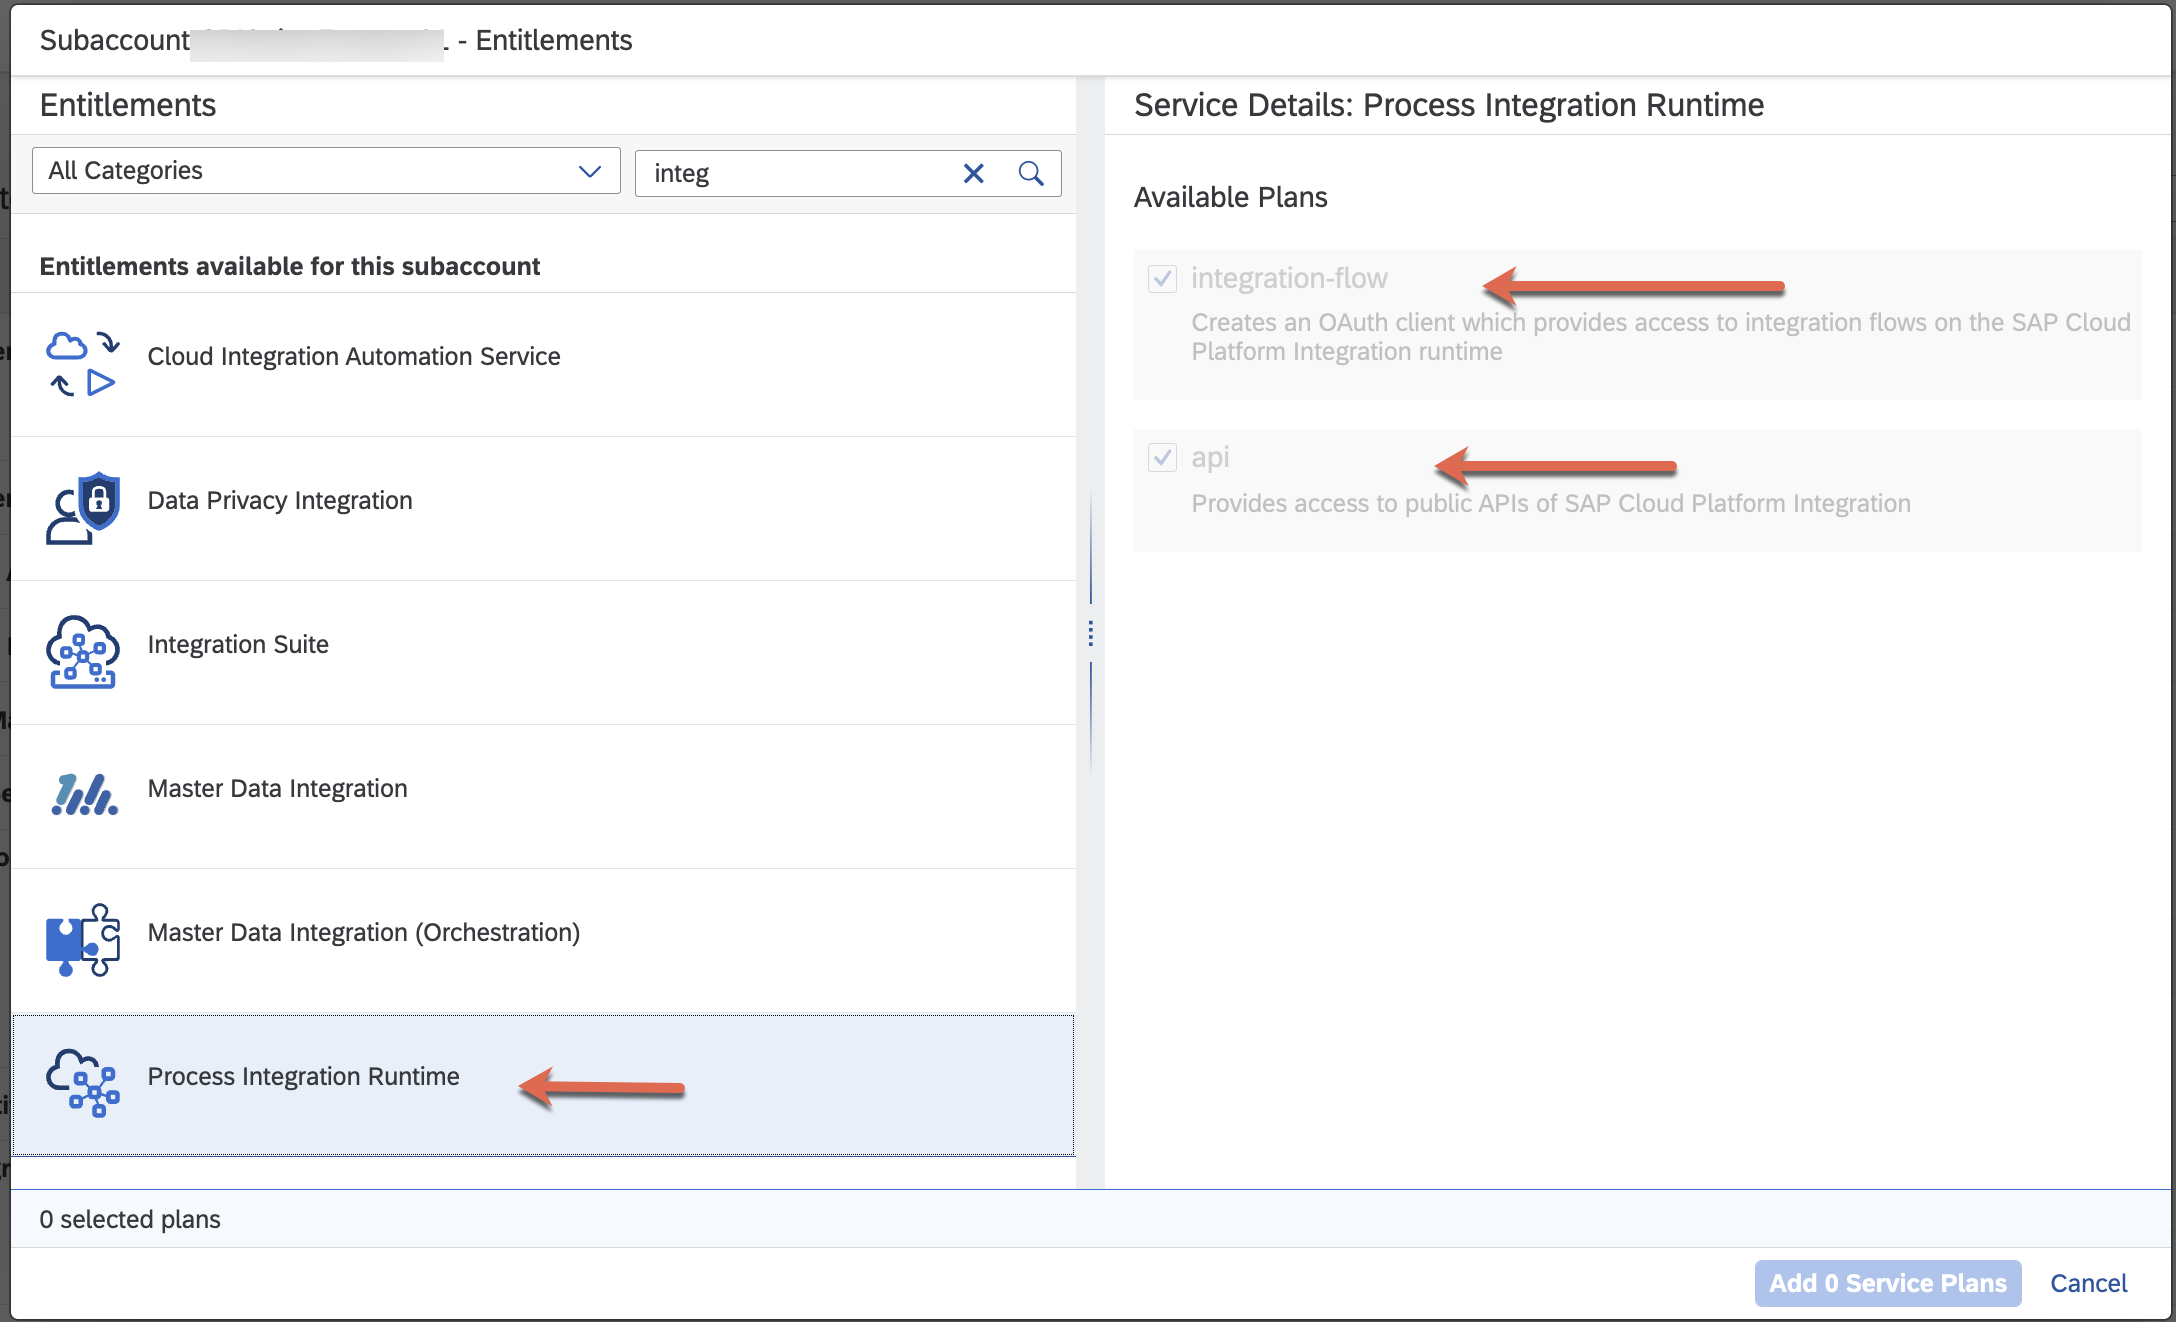 Subaccount - Entitlements
Entitlements
All Categories
integ
Entitlements available for this subaccount
Cloud Integration Automation Service
Data Privacy Integration
Integration Suite
Master Data Integration
Master Data Integration (Orchestration)
Process Integration Runtime
Service Details: Process Integration Runtime
Available Plans
integration-flow
Creates an OAuth client which provides access to integration flows on the SAP Cloud
Platform Integration runtime
api
Provides access to public APIs of SAP Cloud Platform Integration
0 selected plans
Add 0 Service Plans
Cancel